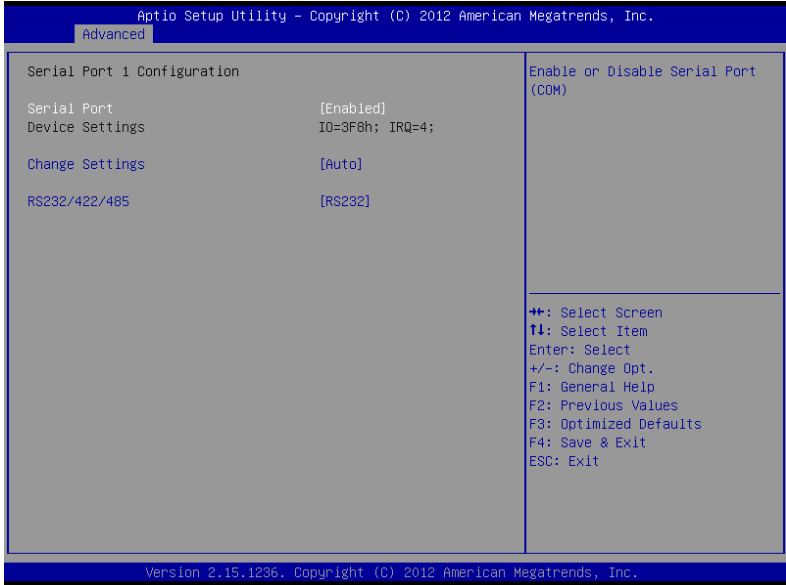 Aptio Setup Utility – Copyright (C) 2012 American Megatrends, Inc.
Advanced
Serial Port 1 Configuration
Serial Port [Enabled]
Device Settings IO=3F8h; IRQ=4;
Change Settings [Auto]
RS232/422/485 [RS232]
Enable or Disable Serial Port
(COM)
→←: Select Screen
↑↓: Select Item
Enter: Select
+/-: Change Opt.
F1: General Help
F2: Previous Values
F3: Optimized Defaults
F4: Save & Exit
ESC: Exit
Version 2.15.1236. Copyright (C) 2012 American Megatrends, Inc.